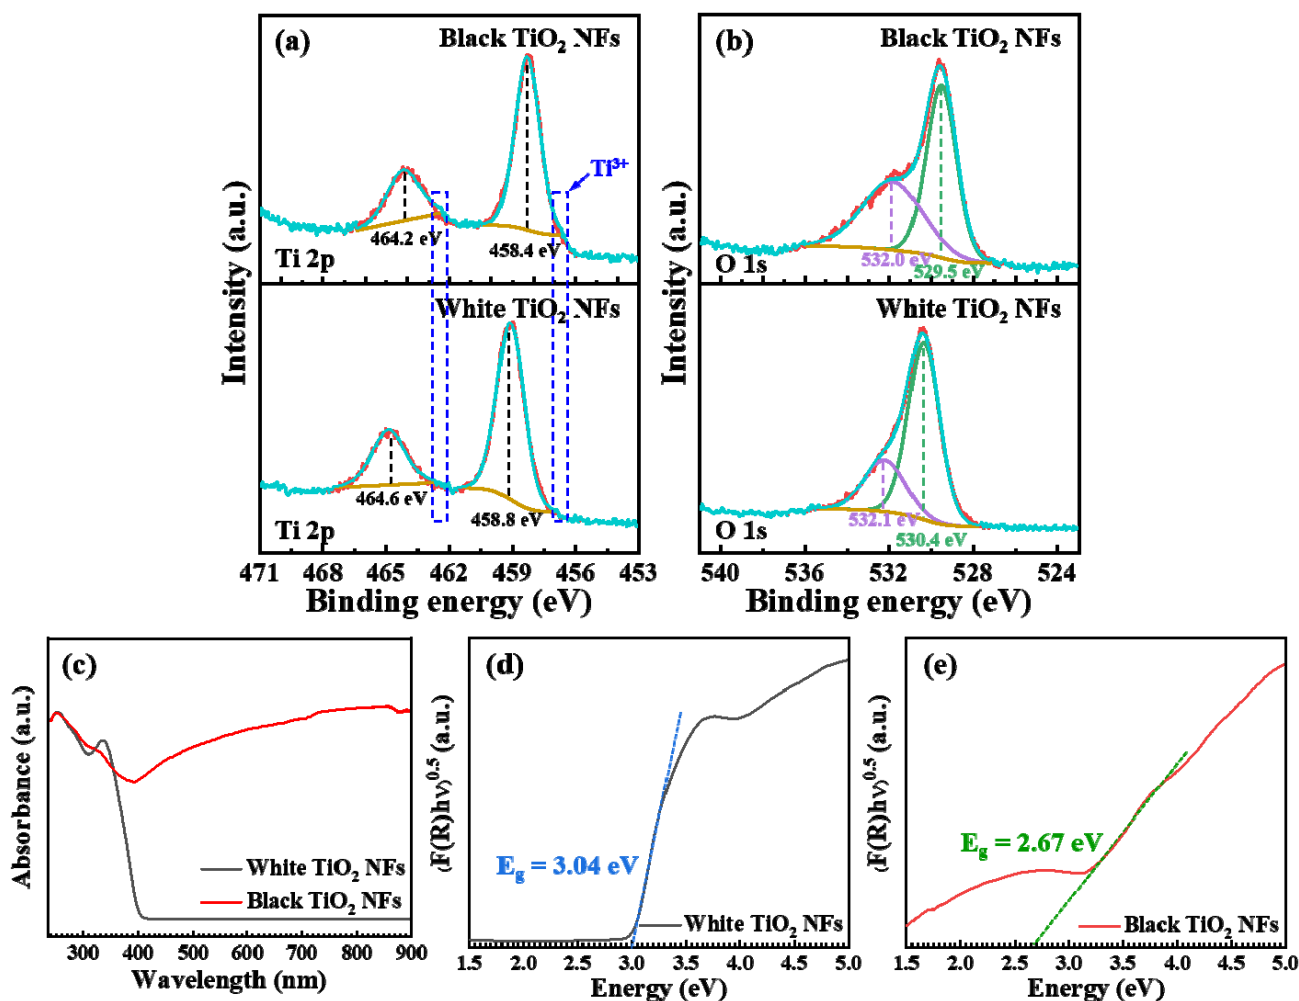 (a)
Black TiO₂ NFs
Ti³⁺
464.2 eV
458.4 eV
Ti 2p
White TiO₂ NFs
464.6 eV
458.8 eV
Ti 2p
Intensity (a.u.)
471 468 465 462 459 456 453
Binding energy (eV)
(b)
Black TiO₂ NFs
532.0 eV
529.5 eV
O 1s
White TiO₂ NFs
532.1 eV
530.4 eV
O 1s
Intensity (a.u.)
540 536 532 528 524
Binding energy (eV)
(c)
Absorbance (a.u.)
White TiO₂ NFs
Black TiO₂ NFs
300 400 500 600 700 800 900
Wavelength (nm)
(d)
(F(R)hν)^0.5 (a.u.)
E_g = 3.04 eV
White TiO₂ NFs
1.5 2.0 2.5 3.0 3.5 4.0 4.5 5.0
Energy (eV)
(e)
(F(R)hν)^0.5 (a.u.)
E_g = 2.67 eV
Black TiO₂ NFs
1.5 2.0 2.5 3.0 3.5 4.0 4.5 5.0
Energy (eV)